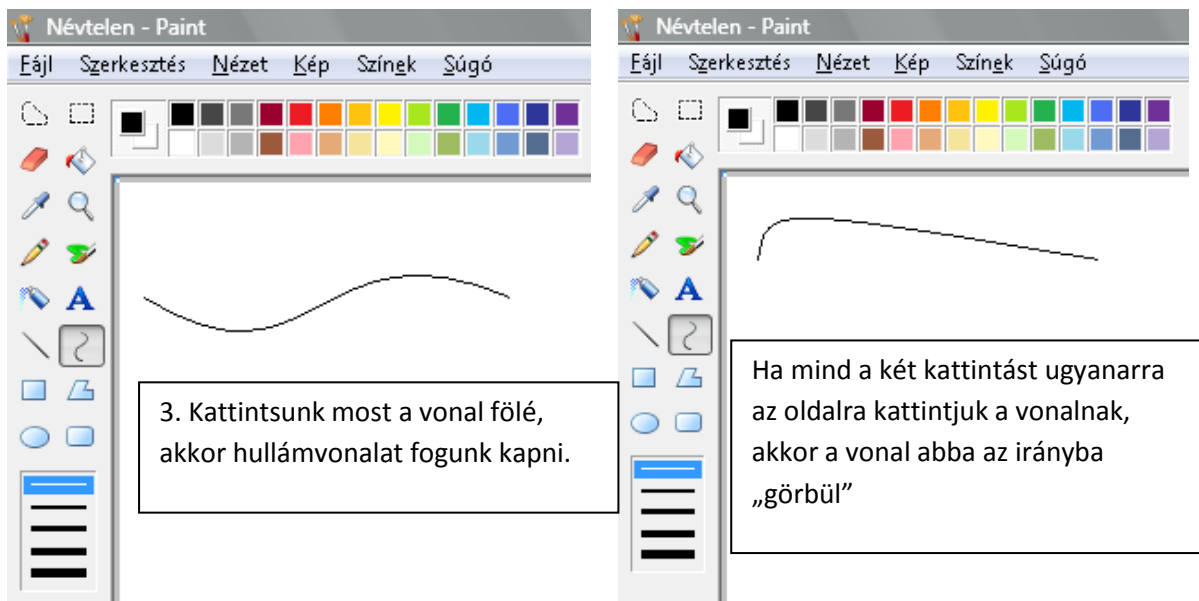 Névtelen - Paint
Fájl Szerkesztés Nézet Kép Színek Súgó
3. Kattintsunk most a vonal fölé,
akkor hullámvonalat fogunk kapni.
Névtelen - Paint
Fájl Szerkesztés Nézet Kép Színek Súgó
Ha mind a két kattintást ugyanarra
az oldalra kattintjuk a vonalnak,
akkor a vonal abba az irányba
„görbül”